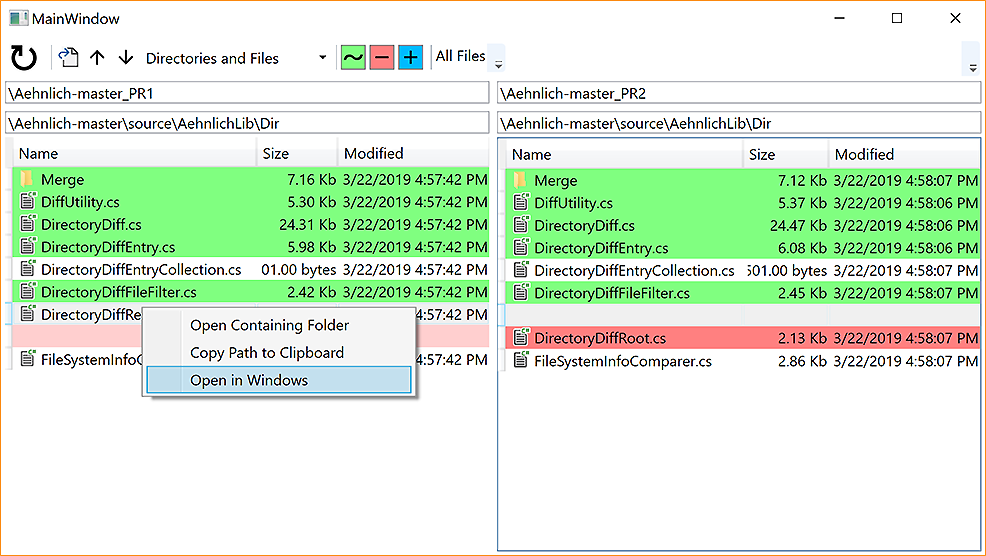 MainWindow
Directories and Files
All Files
\Aehnlich-master_PR1
\Aehnlich-master\source\AehnlichLib\Dir
Name Size Modified
Merge 7.16 Kb 3/22/2019 4:57:42 PM
DiffUtility.cs 5.30 Kb 3/22/2019 4:57:42 PM
DirectoryDiff.cs 24.31 Kb 3/22/2019 4:57:42 PM
DirectoryDiffEntry.cs 5.98 Kb 3/22/2019 4:57:42 PM
DirectoryDiffEntryCollection.cs 01.00 bytes 3/22/2019 4:57:42 PM
DirectoryDiffFileFilter.cs 2.42 Kb 3/22/2019 4:57:42 PM
DirectoryDiffRe
FileSystemInfoC :57:42 PM
Open Containing Folder
Copy Path to Clipboard
Open in Windows
\Aehnlich-master_PR2
\Aehnlich-master\source\AehnlichLib\Dir
Name Size Modified
Merge 7.12 Kb 3/22/2019 4:58:07 PM
DiffUtility.cs 5.37 Kb 3/22/2019 4:58:06 PM
DirectoryDiff.cs 24.47 Kb 3/22/2019 4:58:06 PM
DirectoryDiffEntry.cs 6.08 Kb 3/22/2019 4:58:06 PM
DirectoryDiffEntryCollection.cs 501.00 bytes 3/22/2019 4:58:07 PM
DirectoryDiffFileFilter.cs 2.45 Kb 3/22/2019 4:58:07 PM
DirectoryDiffRoot.cs 2.13 Kb 3/22/2019 4:58:07 PM
FileSystemInfoComparer.cs 2.86 Kb 3/22/2019 4:58:07 PM